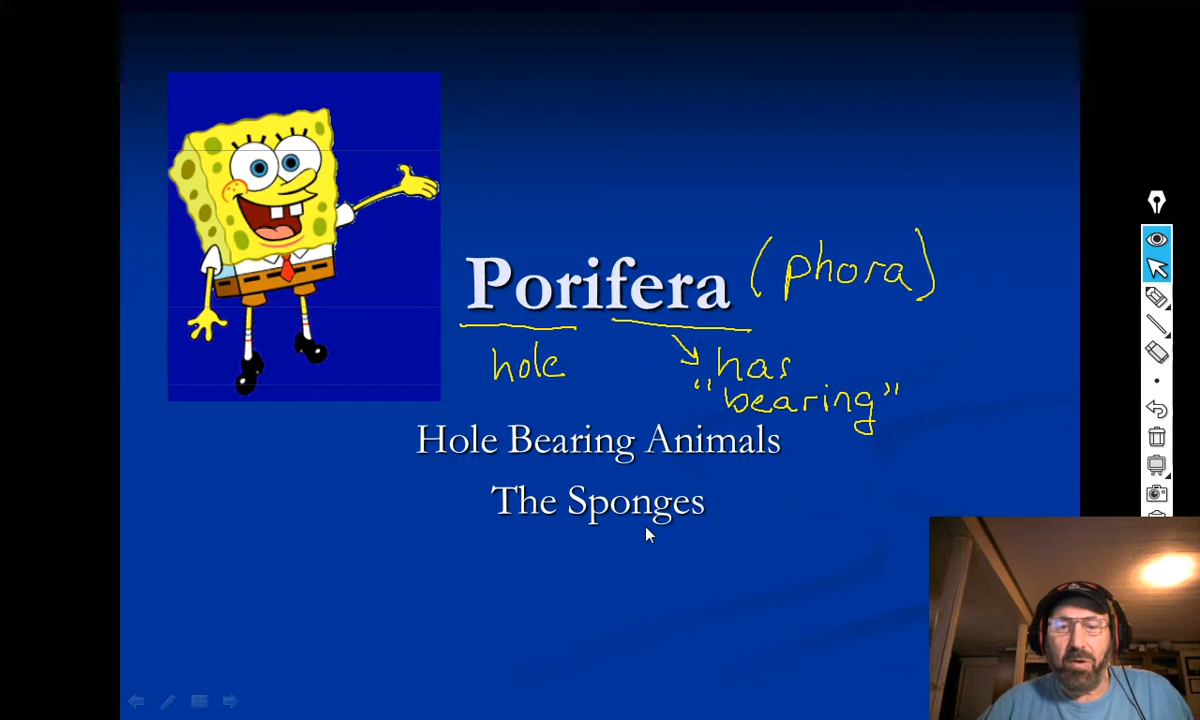 Porifera (phora)
hole
has
"bearing"
Hole Bearing Animals
The Sponges